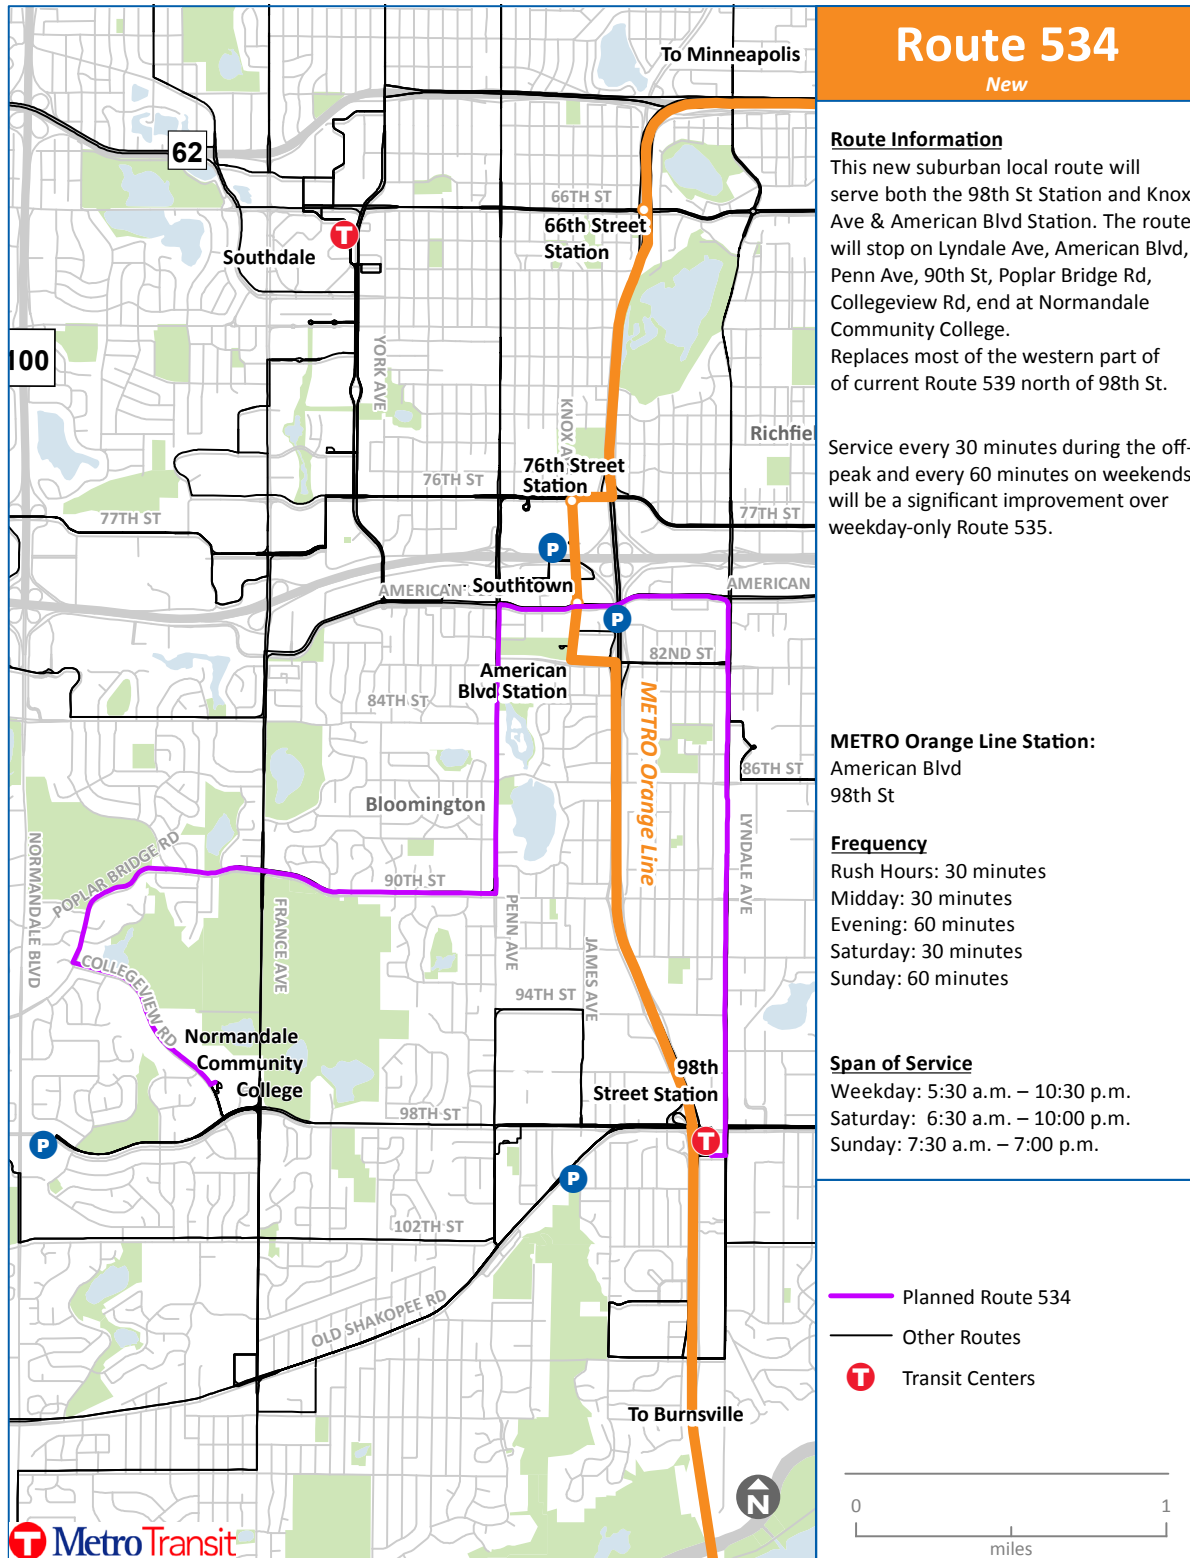 To Minneapolis
62
66TH ST
66th Street
Station
Southdale
100
YORK AVE
KNOX A
Richfiel
76th Street
Station
76TH ST
77TH ST
77TH ST
P
AMERICAN
Southtown
AMERICAN
P
82ND ST
American
Blvd Station
84TH ST
METRO Orange Line
86TH ST
Bloomington
LYNDALE AVE
NORMANDALE BLVD
POPLAR BRIDGE RD
90TH ST
FRANCE AVE
PENN AVE
JAMES AVE
COLLEGEVIEW RD
94TH ST
Normandale
Community
College
98th
Street Station
98TH ST
P
T
P
102TH ST
OLD SHAKOPEE RD
To Burnsville
N
T MetroTransit
Route 534
New
Route Information
This new suburban local route will
serve both the 98th St Station and Knox
Ave & American Blvd Station. The route
will stop on Lyndale Ave, American Blvd,
Penn Ave, 90th St, Poplar Bridge Rd,
Collegeview Rd, end at Normandale
Community College.
Replaces most of the western part of
of current Route 539 north of 98th St.
Service every 30 minutes during the off-
peak and every 60 minutes on weekends
will be a significant improvement over
weekday-only Route 535.
METRO Orange Line Station:
American Blvd
98th St
Frequency
Rush Hours: 30 minutes
Midday: 30 minutes
Evening: 60 minutes
Saturday: 30 minutes
Sunday: 60 minutes
Span of Service
Weekday: 5:30 a.m. – 10:30 p.m.
Saturday:  6:30 a.m. – 10:00 p.m.
Sunday: 7:30 a.m. – 7:00 p.m.
Planned Route 534
Other Routes
T Transit Centers
0 1
miles